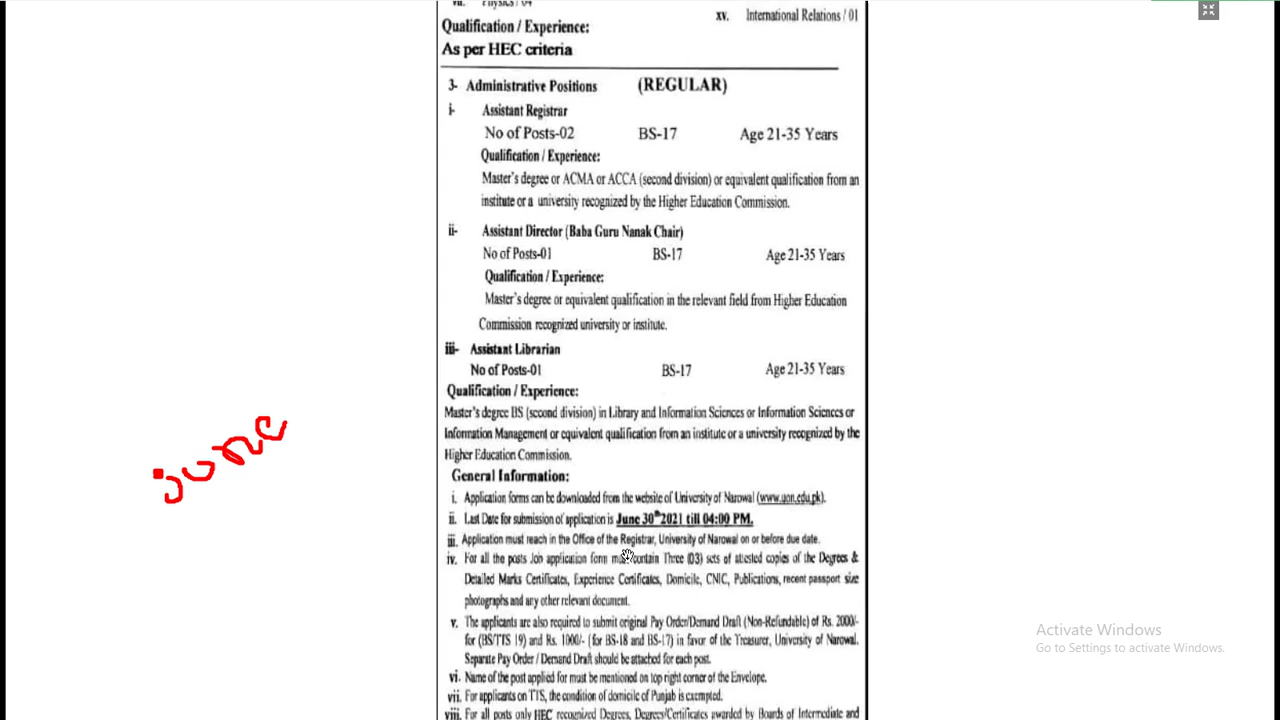 xv. International Relations / 01
Qualification / Experience:
As per HEC criteria
3- Administrative Positions (REGULAR)
i- Assistant Registrar
No of Posts-02 BS-17 Age 21-35 Years
Qualification / Experience:
Master's degree or ACMA or ACCA (second division) or equivalent qualification from an
institute or a university recognized by the Higher Education Commission.
ii- Assistant Director (Baba Guru Nanak Chair)
No of Posts-01 BS-17 Age 21-35 Years
Qualification / Experience:
Master's degree or equivalent qualification in the relevant field from Higher Education
Commission recognized university or institute.
iii- Assistant Librarian
No of Posts-01 BS-17 Age 21-35 Years
Qualification / Experience:
Master's degree BS (second division) in Library and Information Sciences or Information Sciences or
Information Management or equivalent qualification from an institute or a university recognized by the
Higher Education Commission.
General Information:
i. Application forms can be downloaded from the website of University of Narowal (www.uon.edu.pk).
ii. Last Date for submission of application is June 30th 2021 till 04:00 PM.
iii. Application must reach in the Office of the Registrar, University of Narowal on or before due date.
iv. For all the posts Job application form must contain Three (03) sets of attested copies of the Degrees &
Detailed Marks Certificates, Experience Certificates, Domicile, CNIC, Publications, recent passport size
photographs and any other relevant document.
v. The applicants are also required to submit original Pay Order/Demand Draft (Non-Refundable) of Rs. 2000/-
for (BS/TTS 19) and Rs. 1000/- (for BS-18 and BS-17) in favor of the Treasurer, University of Narowal.
Separate Pay Order / Demand Draft should be attached for each post.
vi. Name of the post applied for must be mentioned on top right corner of the Envelope.
vii. For applicants on TTS, the condition of domicile of Punjab is exempted.
viii. For all posts only HEC recognized Degrees, Degrees/Certificates awarded by Boards of Intermediate and
june
Activate Windows
Go to Settings to activate Windows.